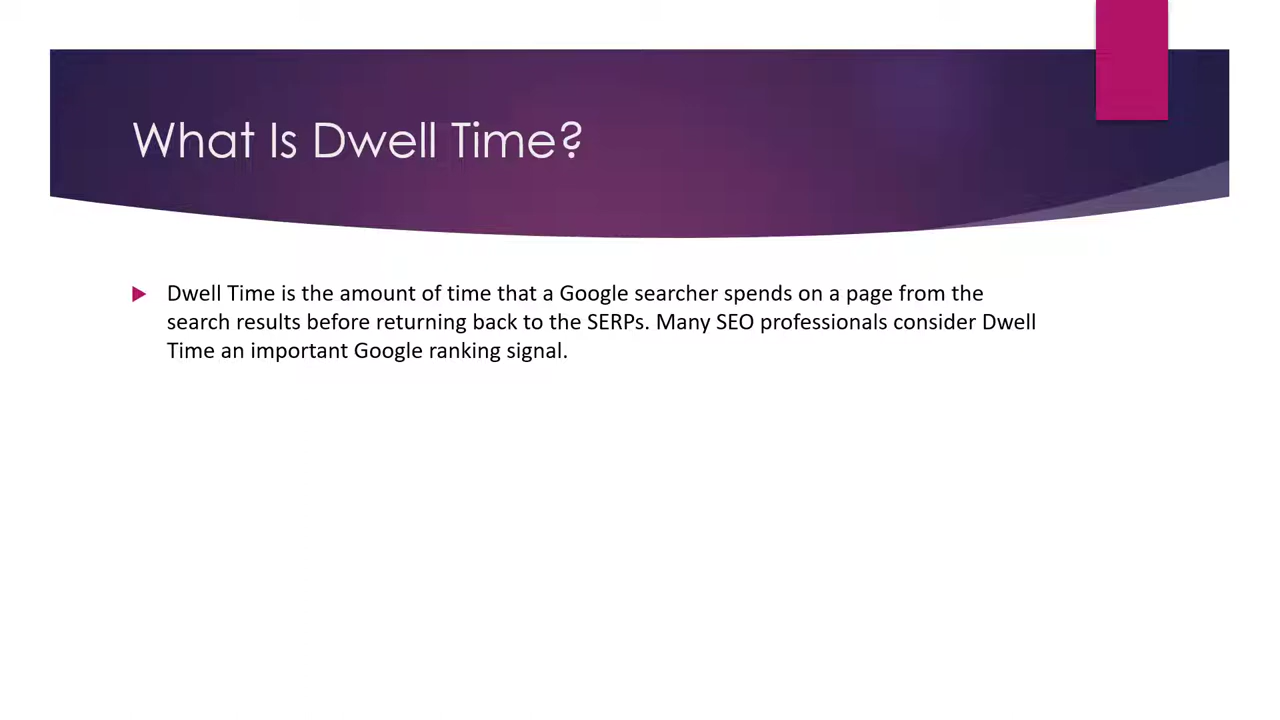 What Is Dwell Time?
Dwell Time is the amount of time that a Google searcher spends on a page from the
search results before returning back to the SERPs. Many SEO professionals consider Dwell
Time an important Google ranking signal.